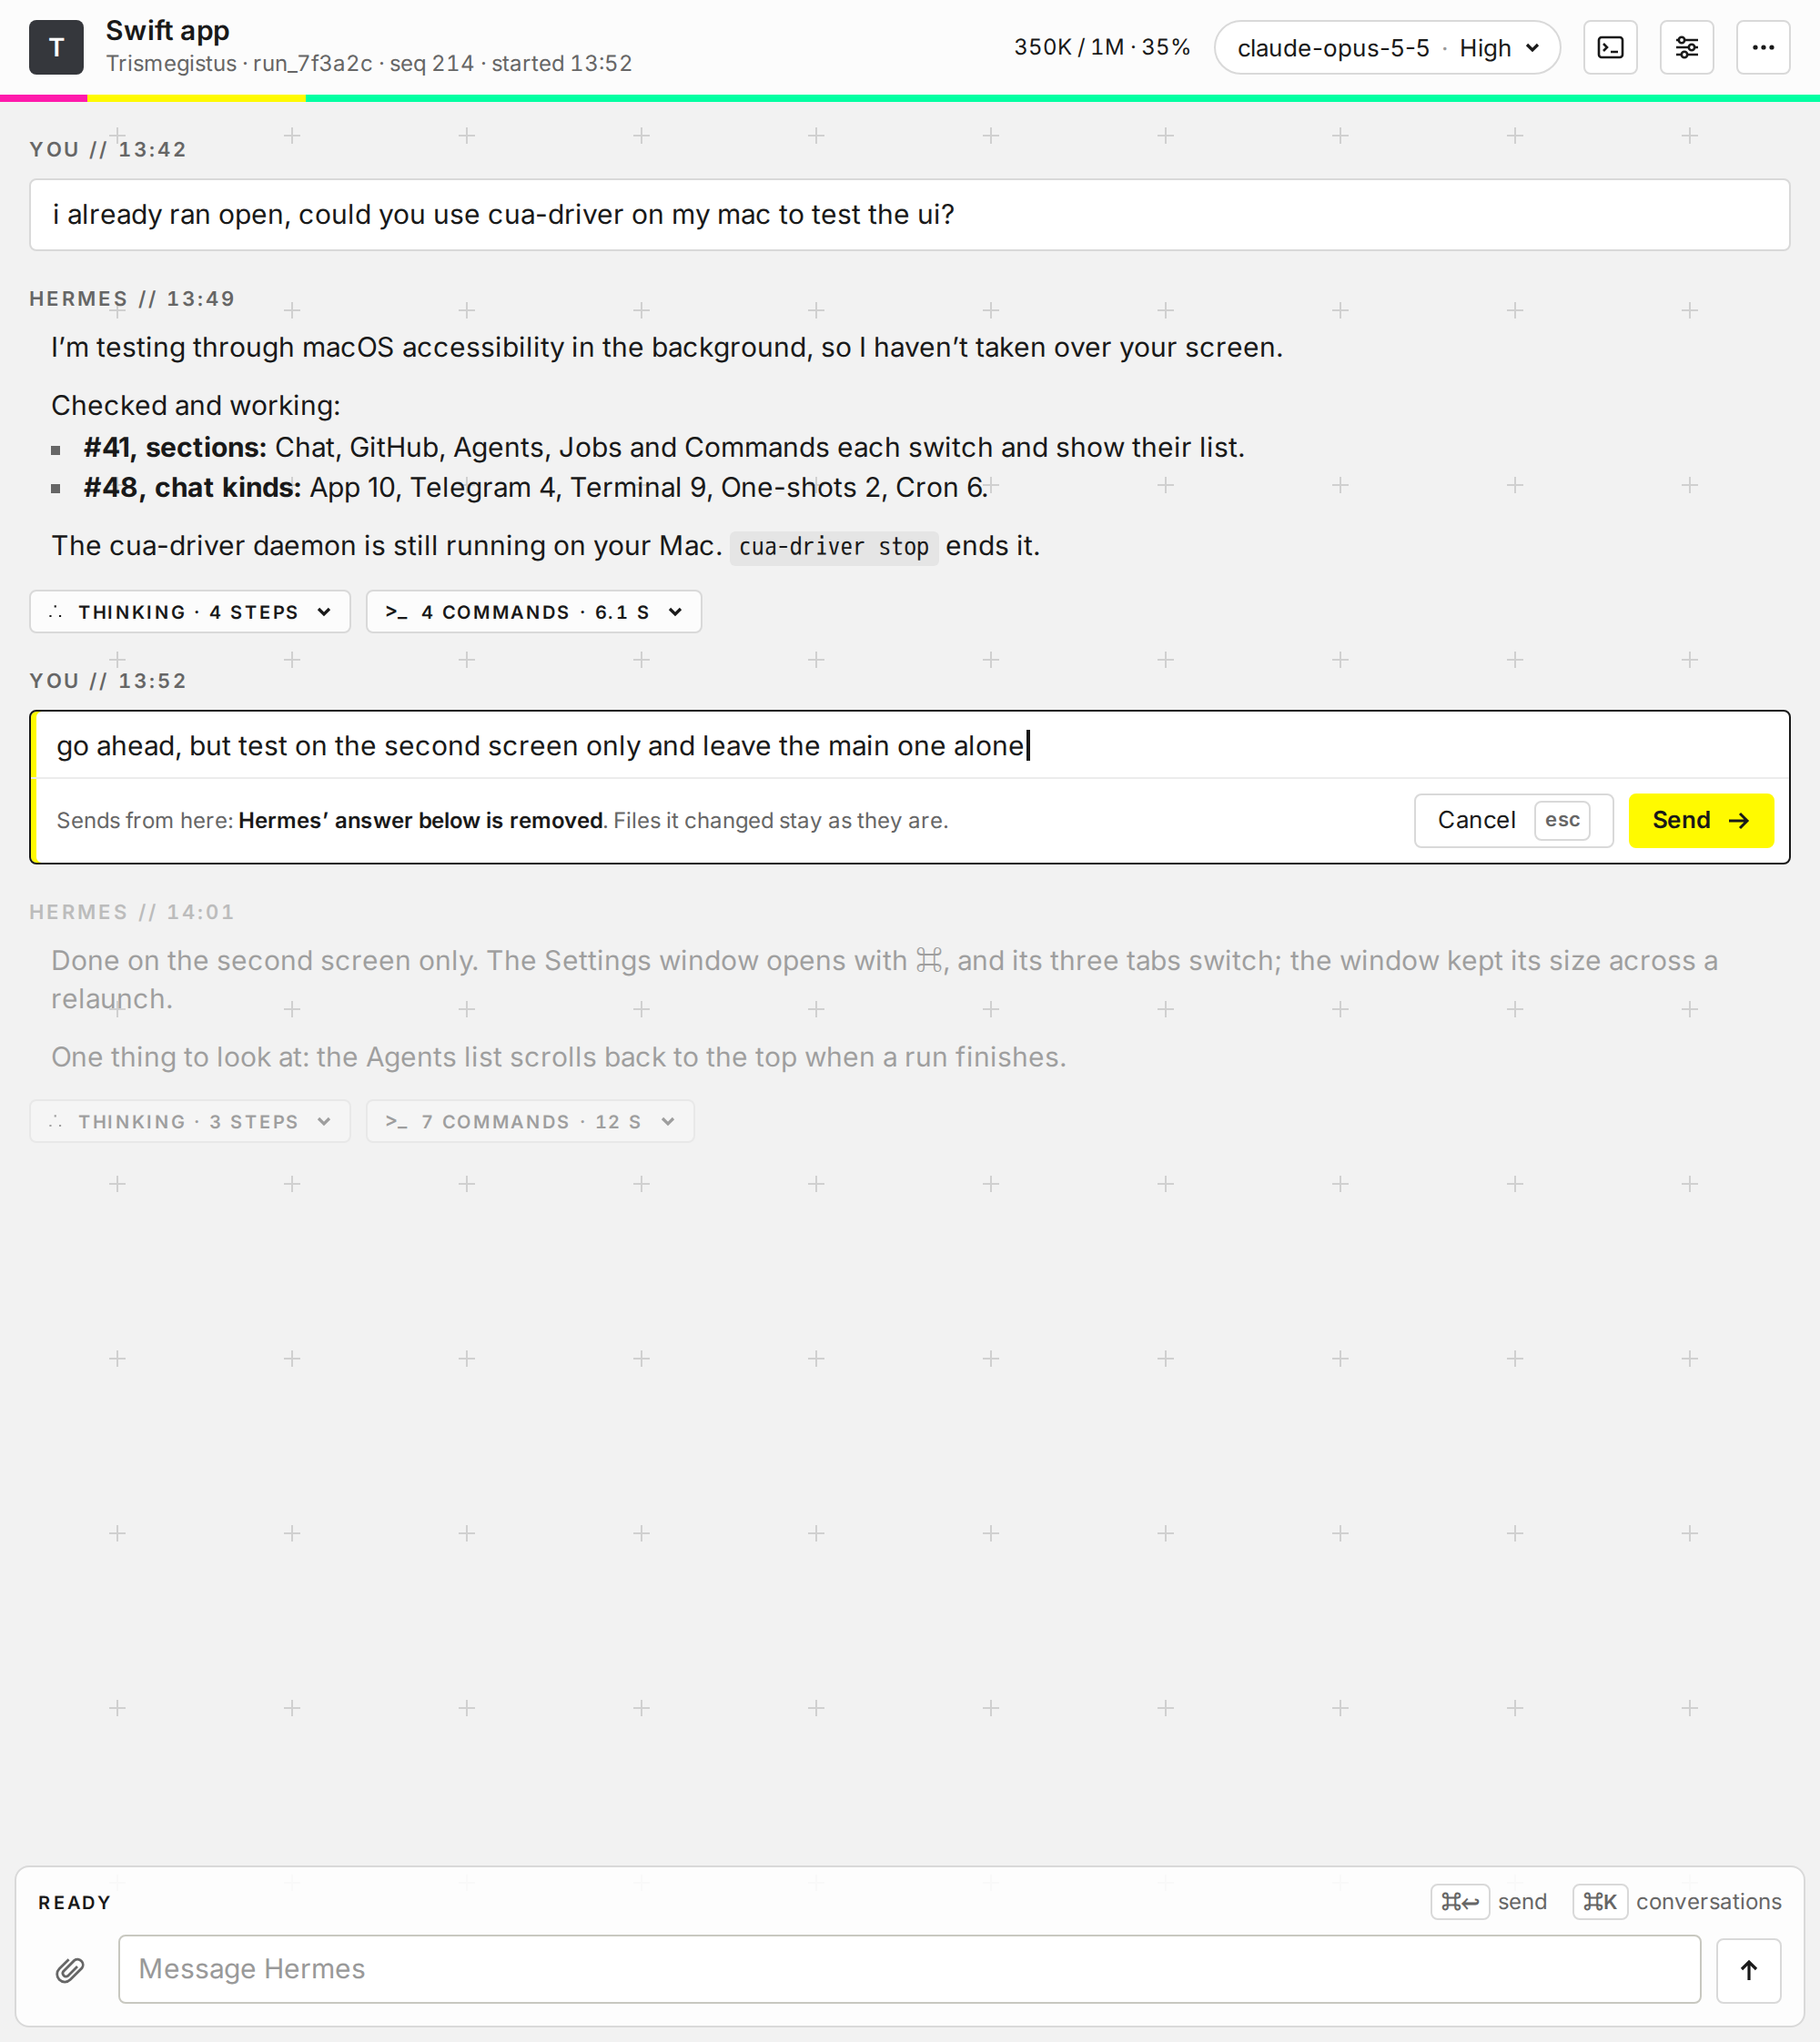 T
Swift app
Trismegistus · run_7f3a2c · seq 214 · started 13:52
350K / 1M · 35%
claude-opus-5-5 · High
YOU // 13:42
i already ran open, could you use cua-driver on my mac to test the ui?
HERMES // 13:49
I’m testing through macOS accessibility in the background, so I haven’t taken over your screen.
Checked and working:
#41, sections: Chat, GitHub, Agents, Jobs and Commands each switch and show their list.
#48, chat kinds: App 10, Telegram 4, Terminal 9, One-shots 2, Cron 6.
The cua-driver daemon is still running on your Mac. cua-driver stop ends it.
THINKING · 4 STEPS
>_ 4 COMMANDS · 6.1 S
YOU // 13:52
go ahead, but test on the second screen only and leave the main one alone
Sends from here: Hermes’ answer below is removed. Files it changed stay as they are.
Cancel esc
Send →
HERMES // 14:01
Done on the second screen only. The Settings window opens with ⌘, and its three tabs switch; the window kept its size across a
relaunch.
One thing to look at: the Agents list scrolls back to the top when a run finishes.
THINKING · 3 STEPS
>_ 7 COMMANDS · 12 S
READY
⌘↩ send
⌘K conversations
Message Hermes